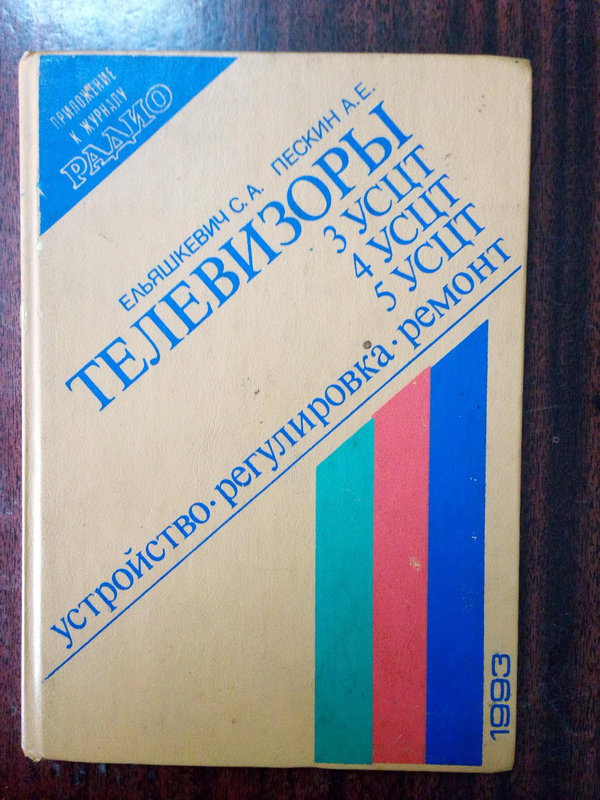 ПРИЛОЖЕНИЕ
К ЖУРНАЛУ
РАДИО
ЕЛЬЯШКЕВИЧ С.А. ПЕСКИН А.Е.
ТЕЛЕВИЗОРЫ
3 УСЦТ
4 УСЦТ
5 УСЦТ
устройство·регулировка·ремонт
1993